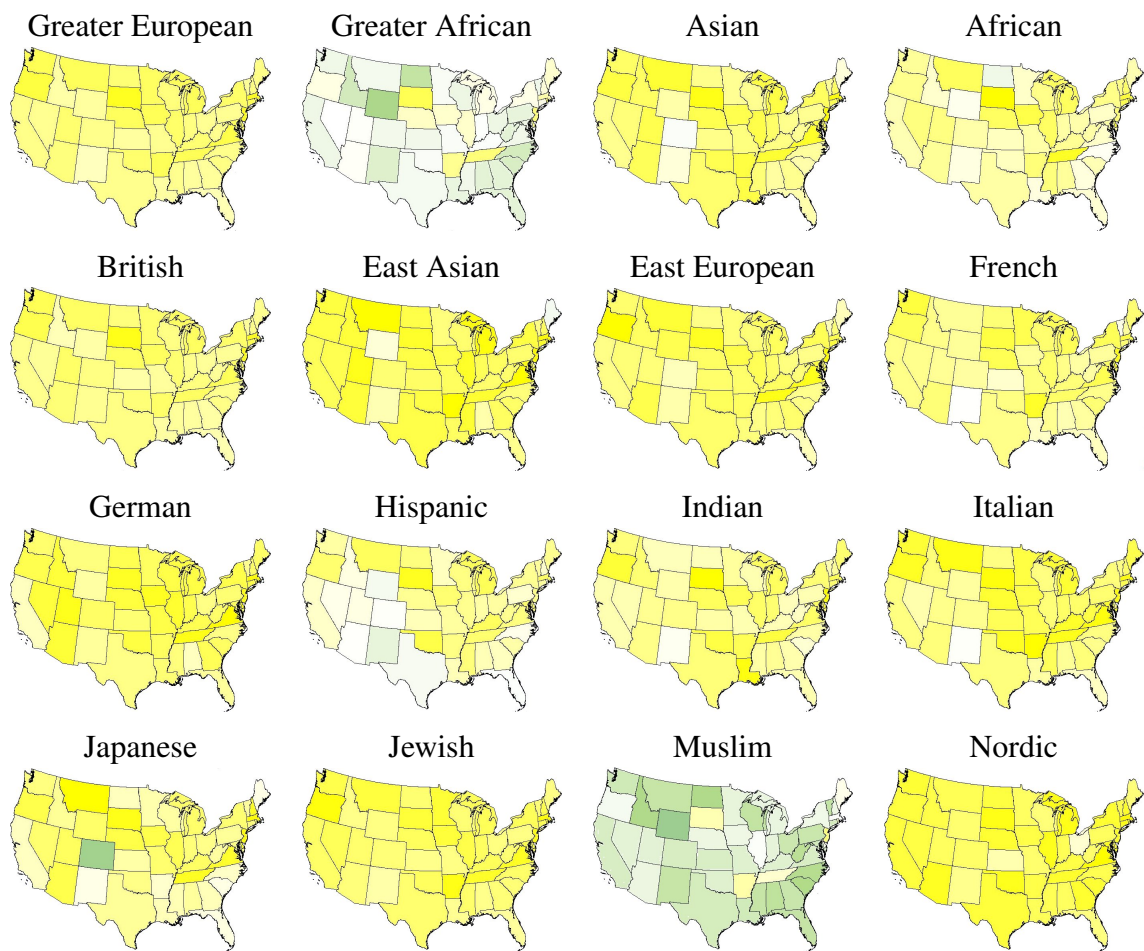 Greater European
Greater African
Asian
African
British
East Asian
East European
French
German
Hispanic
Indian
Italian
Japanese
Jewish
Muslim
Nordic